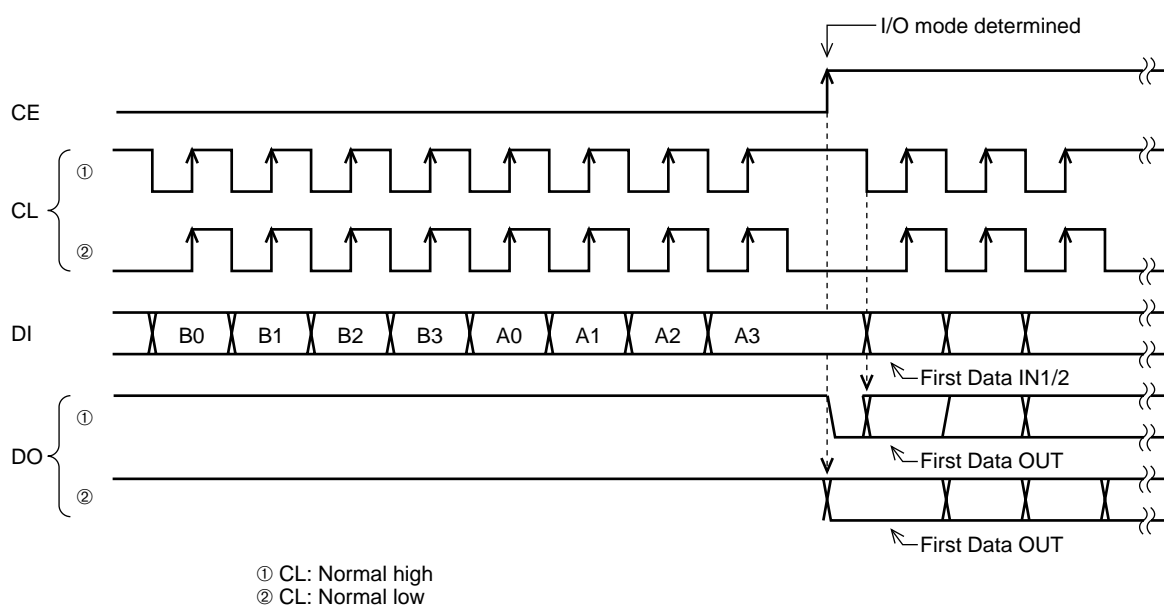 I/O mode determined
CE
①
CL
②
DI B0 B1 B2 B3 A0 A1 A2 A3
First Data IN1/2
①
DO
First Data OUT
②
First Data OUT
① CL: Normal high
② CL: Normal low